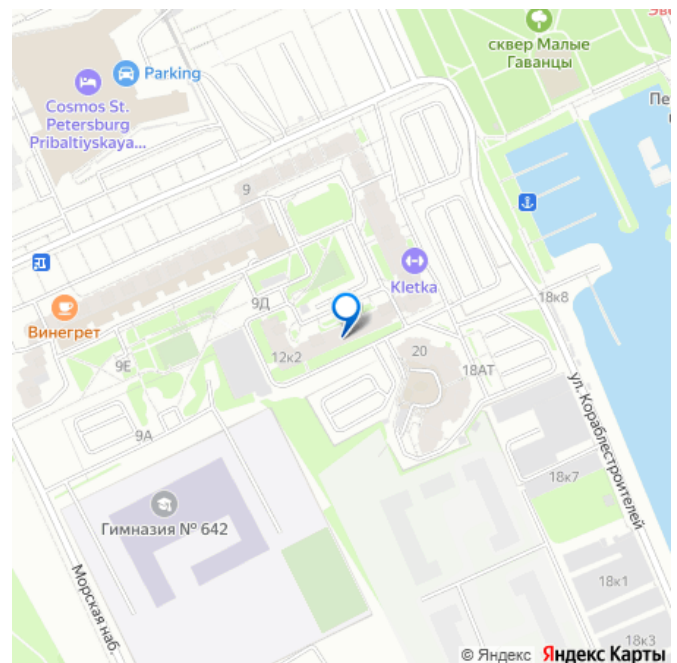 сквер Малые
Гаванцы
Parking
Cosmos St.
Petersburg
Pribaltiyskaya...
Пе
9
Kletka
Винегрет
9Д
18к8
12к2
20
9Е
18АТ
9А
ул. Кораблестроителей
18к7
Гимназия № 642
Морская наб.
18к1
18к3
© Яндекс Яндекс Карты